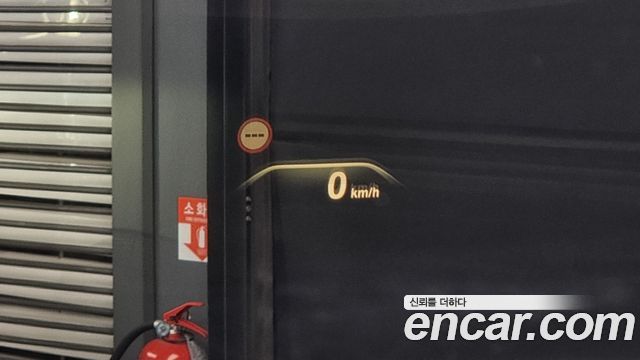 ---
0 km/h
소화
신뢰를 더하다
encar.com